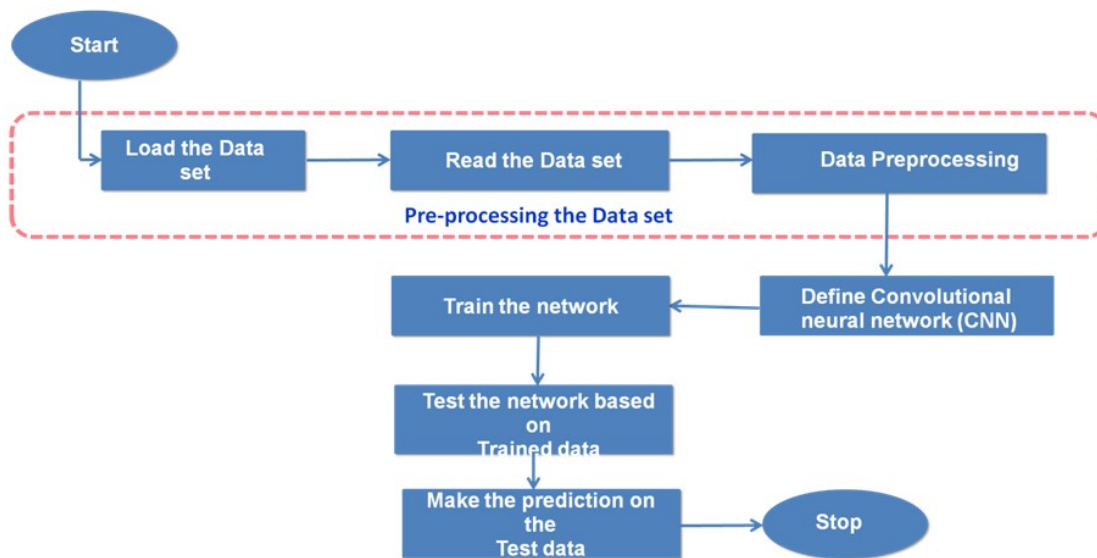 Start
Load the Data
set
Read the Data set
Data Preprocessing
Pre-processing the Data set
Define Convolutional
neural network (CNN)
Train the network
Test the network based
on
Trained data
Make the prediction on
the
Test data
Stop